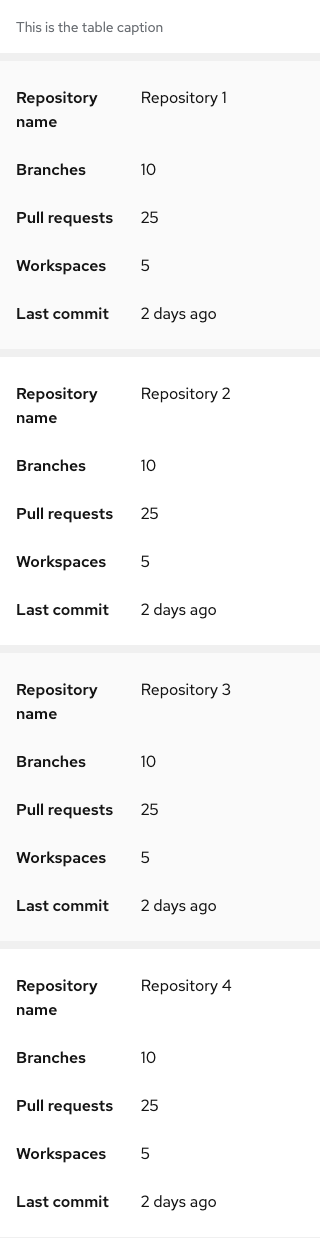 This is the table caption
Repository name Repository 1
Branches 10
Pull requests 25
Workspaces 5
Last commit 2 days ago
Repository name Repository 2
Branches 10
Pull requests 25
Workspaces 5
Last commit 2 days ago
Repository name Repository 3
Branches 10
Pull requests 25
Workspaces 5
Last commit 2 days ago
Repository name Repository 4
Branches 10
Pull requests 25
Workspaces 5
Last commit 2 days ago